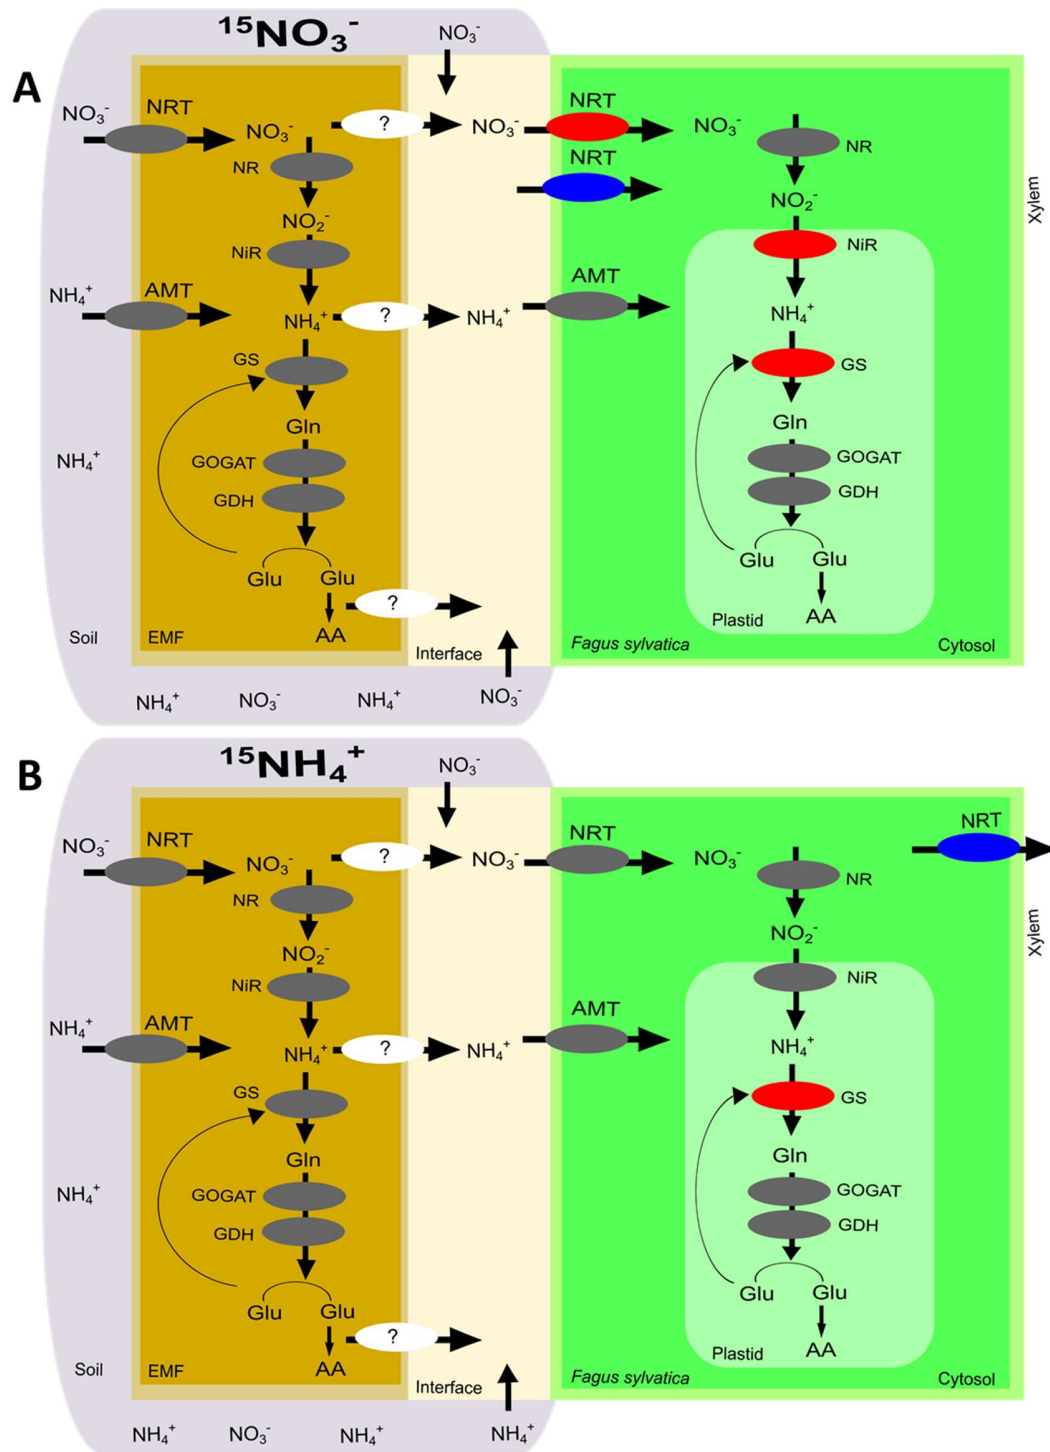 ¹⁵NO₃⁻
NO₃⁻
A
NO₃⁻
NRT
NO₃⁻
?
NO₃⁻
NRT
NO₃⁻
NR
NR
NRT
NO₂⁻
NO₂⁻
Xylem
NiR
NiR
NH₄⁺
AMT
NH₄⁺
?
NH₄⁺
AMT
NH₄⁺
GS
GS
Gln
Gln
NH₄⁺
GOGAT
GOGAT
GDH
GDH
Glu
Glu
Glu
Glu
?
AA
AA
Soil
EMF
Interface
Fagus sylvatica
Plastid
Cytosol
NH₄⁺
NO₃⁻
NH₄⁺
NO₃⁻
¹⁵NH₄⁺
NO₃⁻
B
NO₃⁻
NRT
NO₃⁻
?
NO₃⁻
NRT
NO₃⁻
NRT
NR
NR
NO₂⁻
NO₂⁻
Xylem
NiR
NiR
NH₄⁺
AMT
NH₄⁺
?
NH₄⁺
AMT
NH₄⁺
GS
GS
Gln
Gln
NH₄⁺
GOGAT
GOGAT
GDH
GDH
Glu
Glu
Glu
Glu
?
AA
AA
Soil
EMF
Interface
Fagus sylvatica
Plastid
Cytosol
NH₄⁺
NO₃⁻
NH₄⁺
NH₄⁺